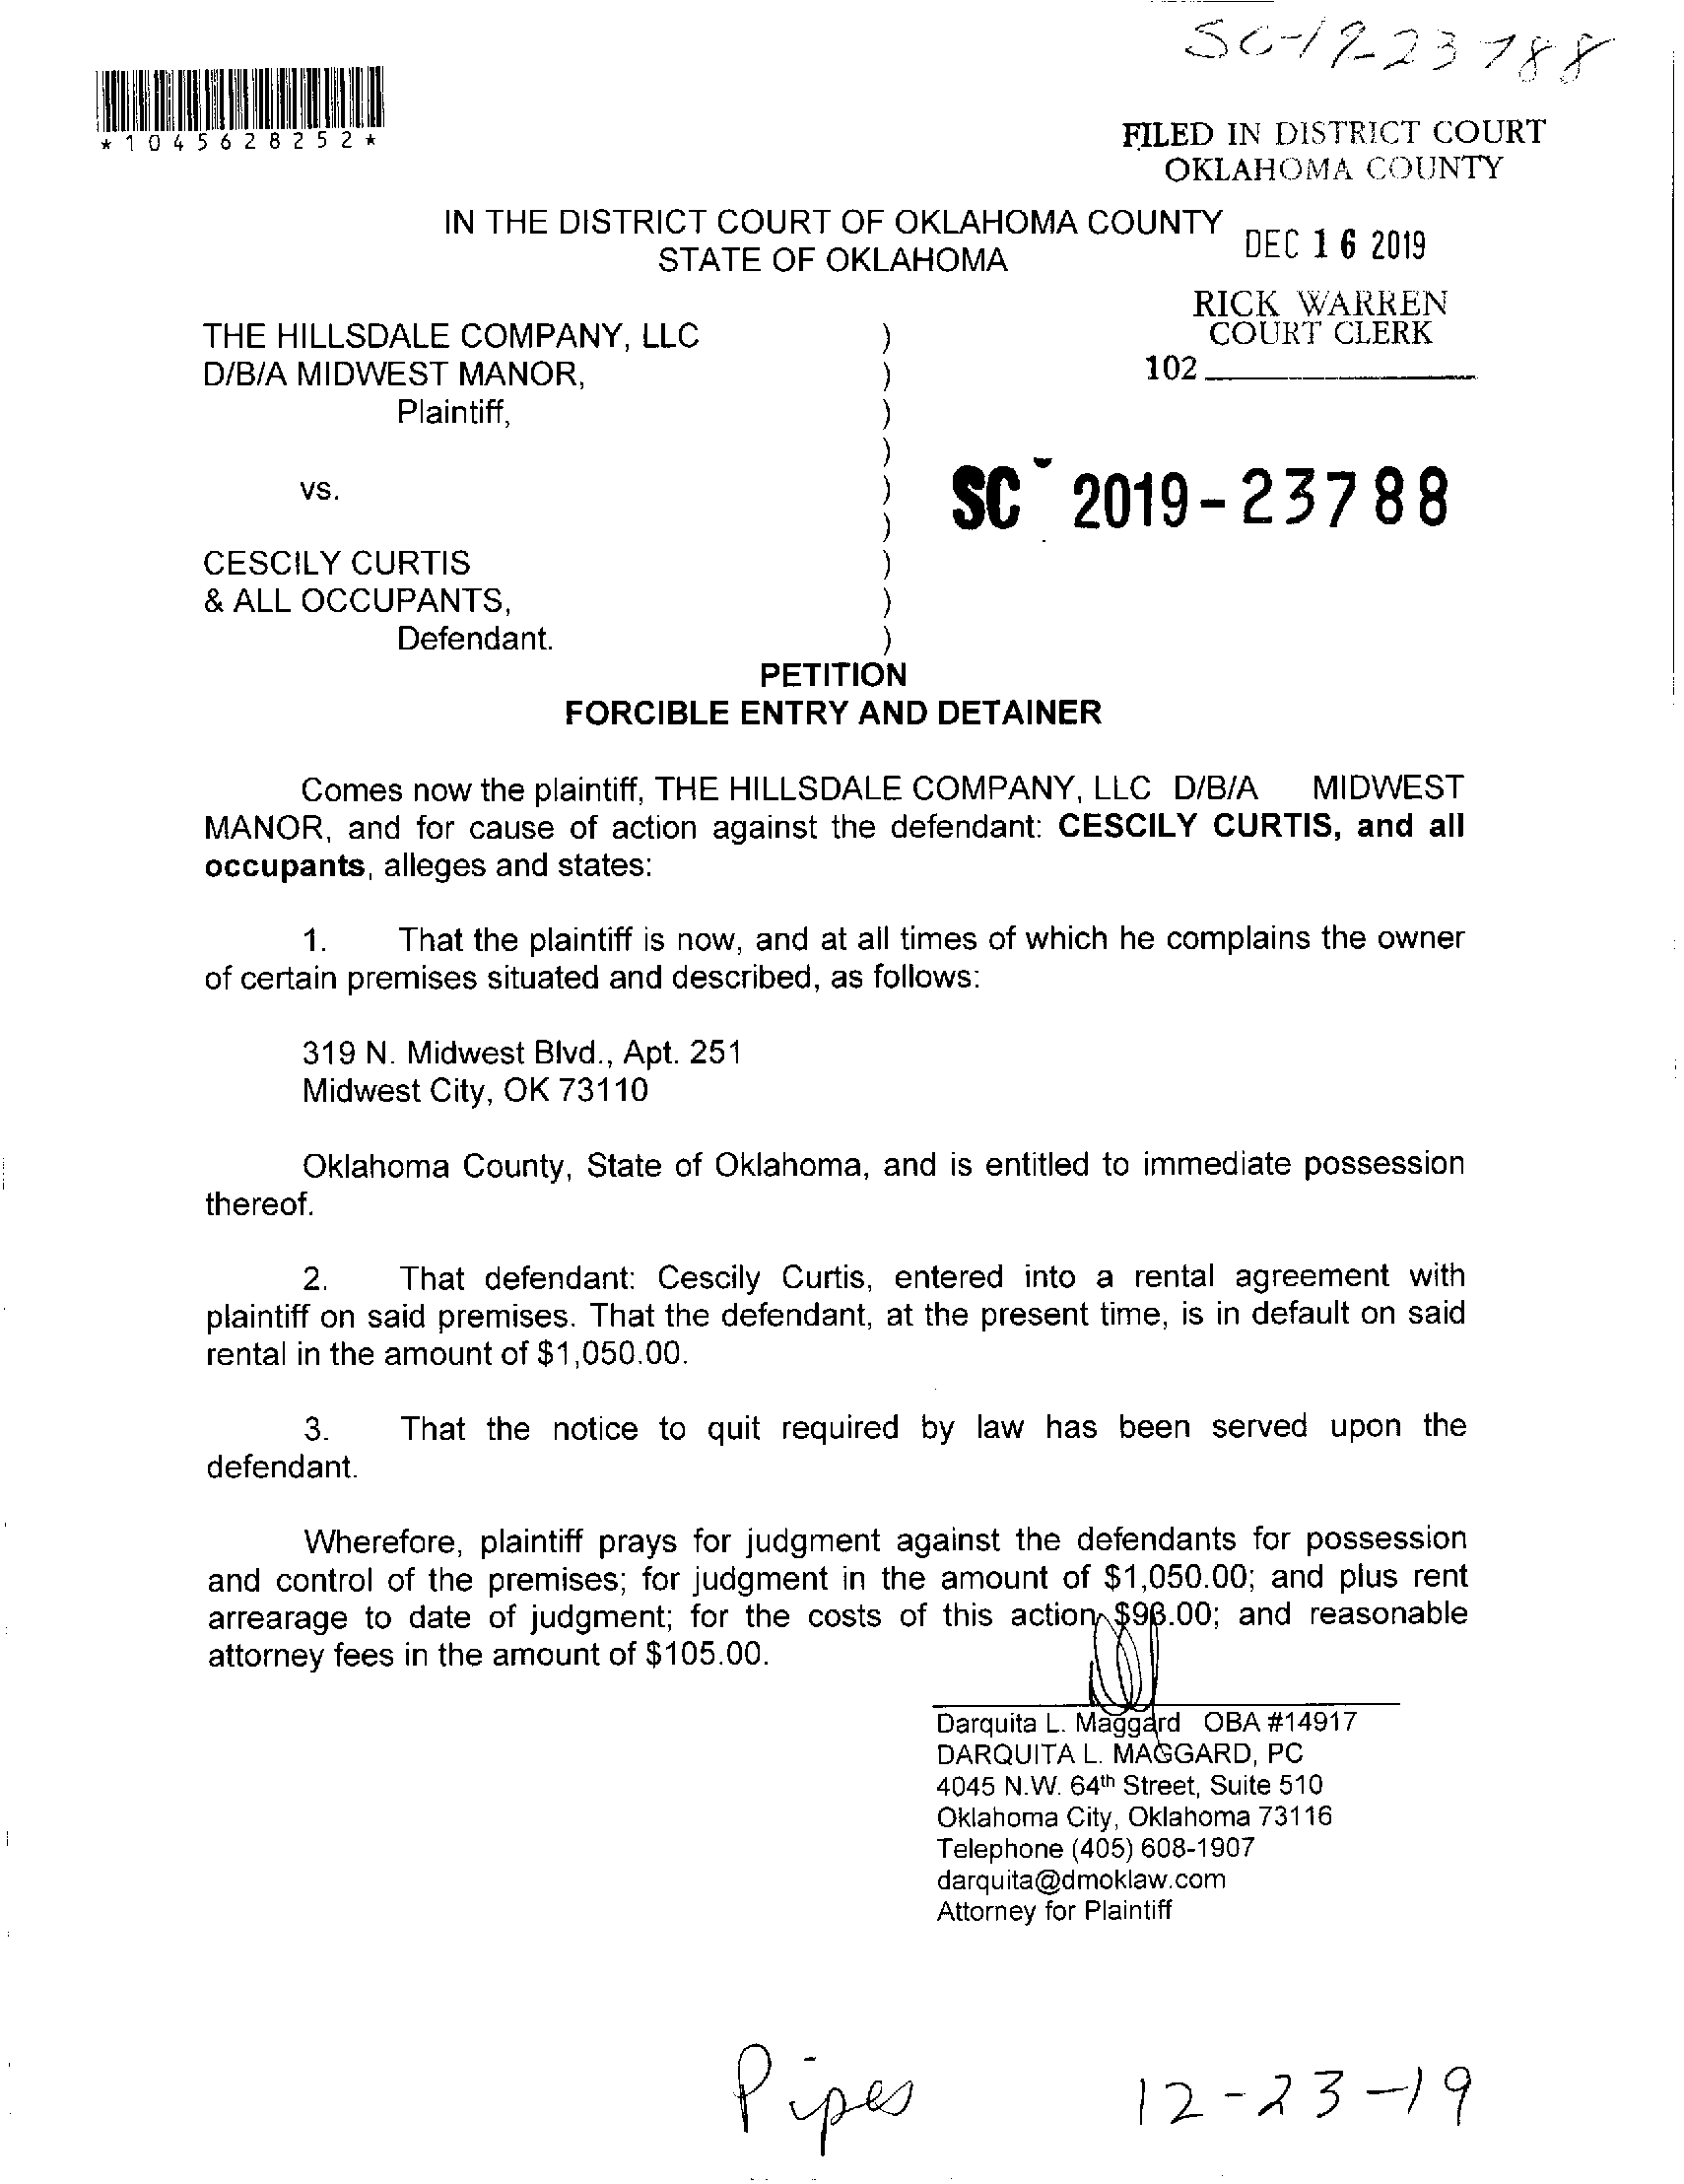 SC-19-23788
*1045628252*
FILED IN DISTRICT COURT
OKLAHOMA COUNTY
IN THE DISTRICT COURT OF OKLAHOMA COUNTY
STATE OF OKLAHOMA
DEC 16 2019
RICK WARREN
COURT CLERK
102
THE HILLSDALE COMPANY, LLC )
D/B/A MIDWEST MANOR, )
Plaintiff, )
)
vs. )
SC- 2019-23788
)
CESCILY CURTIS )
& ALL OCCUPANTS, )
Defendant. )
PETITION
FORCIBLE ENTRY AND DETAINER
Comes now the plaintiff, THE HILLSDALE COMPANY, LLC D/B/A MIDWEST
MANOR, and for cause of action against the defendant: CESCILY CURTIS, and all
occupants, alleges and states:
1. That the plaintiff is now, and at all times of which he complains the owner
of certain premises situated and described, as follows:
319 N. Midwest Blvd., Apt. 251
Midwest City, OK 73110
Oklahoma County, State of Oklahoma, and is entitled to immediate possession
thereof.
2. That defendant: Cescily Curtis, entered into a rental agreement with
plaintiff on said premises. That the defendant, at the present time, is in default on said
rental in the amount of $1,050.00.
3. That the notice to quit required by law has been served upon the
defendant.
Wherefore, plaintiff prays for judgment against the defendants for possession
and control of the premises; for judgment in the amount of $1,050.00; and plus rent
arrearage to date of judgment; for the costs of this action and reasonable
attorney fees in the amount of $105.00.
Darquita L. Maggard OBA #14917
DARQUITA L. MAGGARD, PC
4045 N.W. 64th Street, Suite 510
Oklahoma City, Oklahoma 73116
Telephone (405) 608-1907
darquita@dmoklaw.com
Attorney for Plaintiff
Pipes 12-23-19